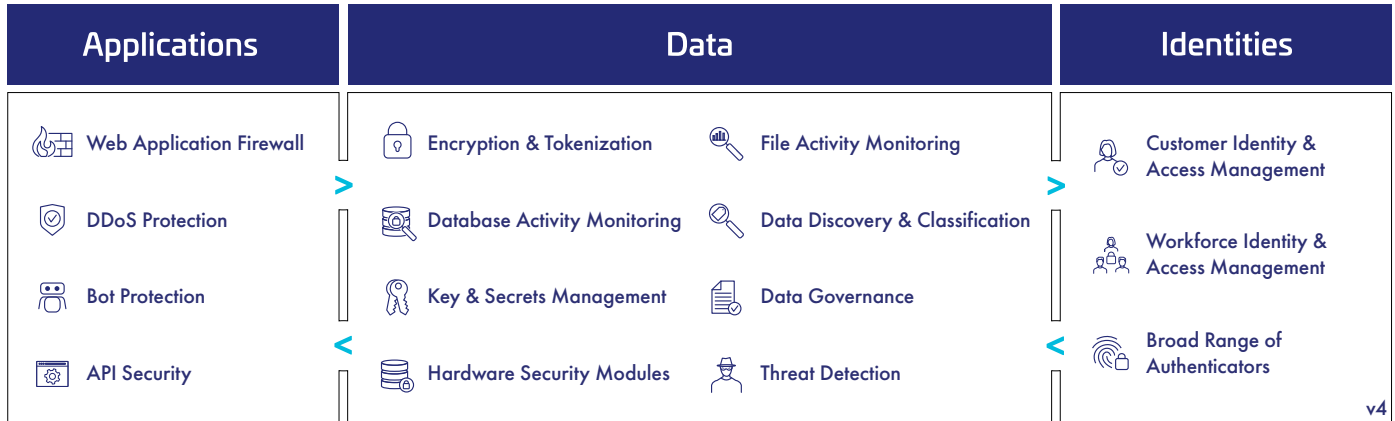 Applications
Web Application Firewall
DDoS Protection
Bot Protection
API Security
>
<
Data
Encryption & Tokenization
Database Activity Monitoring
Key & Secrets Management
Hardware Security Modules
File Activity Monitoring
Data Discovery & Classification
Data Governance
Threat Detection
>
<
Identities
Customer Identity &
Access Management
Workforce Identity &
Access Management
Broad Range of
Authenticators
v4